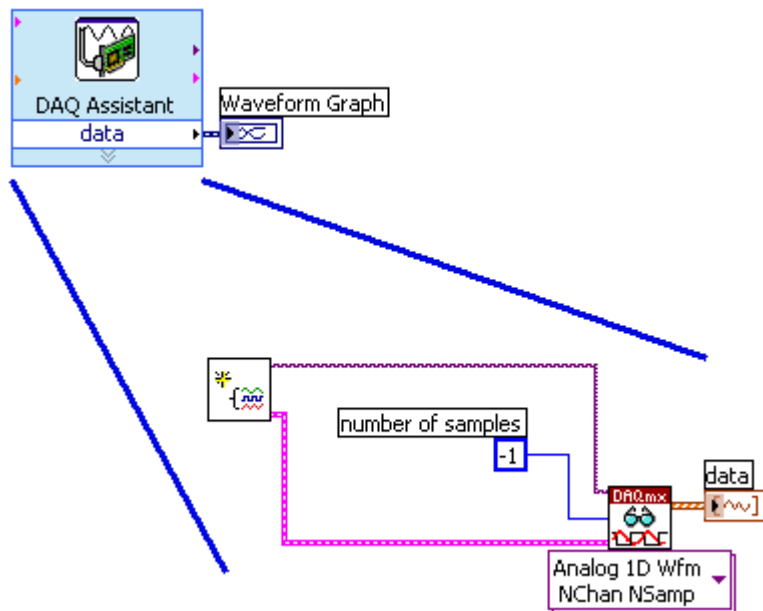 DAQ Assistant
data
Waveform Graph
number of samples
-1
data
DAQmx
Analog 1D Wfm
NChan NSamp